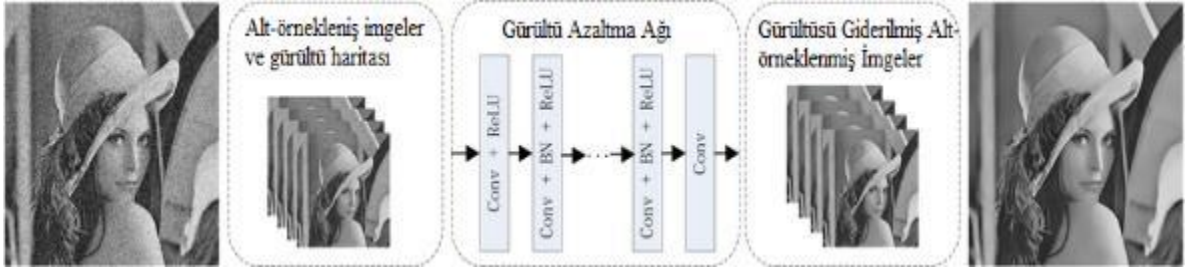 Alt-örnekleniş imgeler
ve gürültü haritası
Gürültü Azaltma Ağı
Conv + ReLU
Conv + BN + ReLU
...
Conv + BN + ReLU
Conv
Gürültüsü Giderilmiş Alt-
örneklenmiş İmgeler